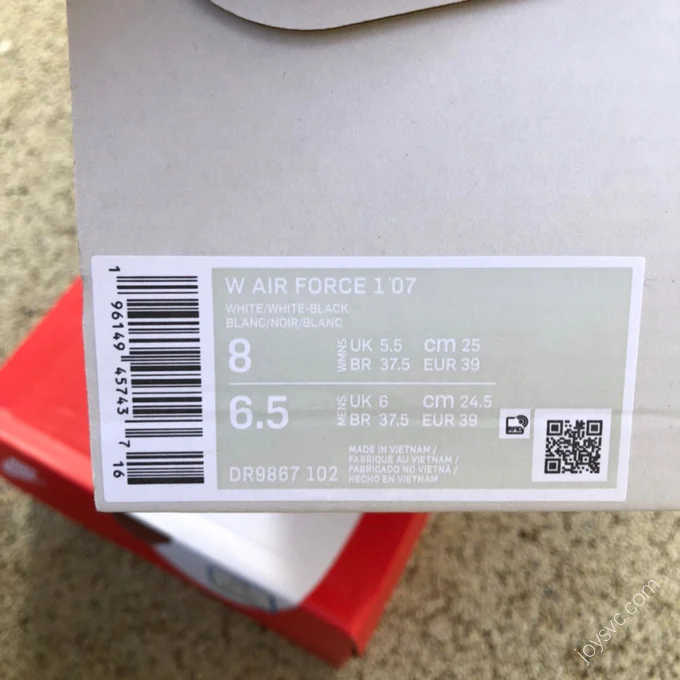 W AIR FORCE 1 '07
WHITE/WHITE-BLACK
BLANC/NOIR/BLANC
8 WMNS UK 5.5 cm 25
BR 37.5 EUR 39
6.5 MENS UK 6 cm 24.5
BR 37.5 EUR 39
DR9867 102
MADE IN VIETNAM /
FABRIQUE AU VIETNAM /
FABRICADO NO VIETNÃ /
HECHO EN VIETNAM
1 96149 45743 7 16
joysvc.com